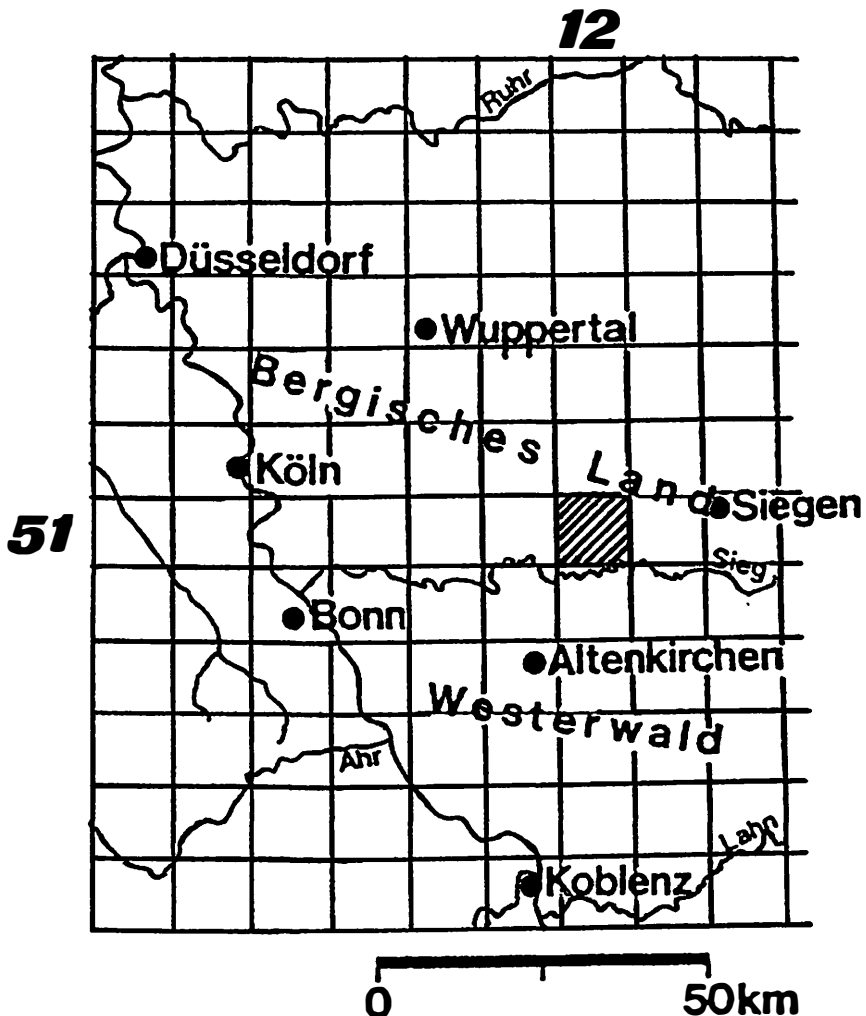 12
Ruhr
Düsseldorf
Wuppertal
Bergisches Land
Köln
Siegen
51
Sieg
Bonn
Altenkirchen
Westerwald
Ahr
Lahn
Koblenz
0 50km